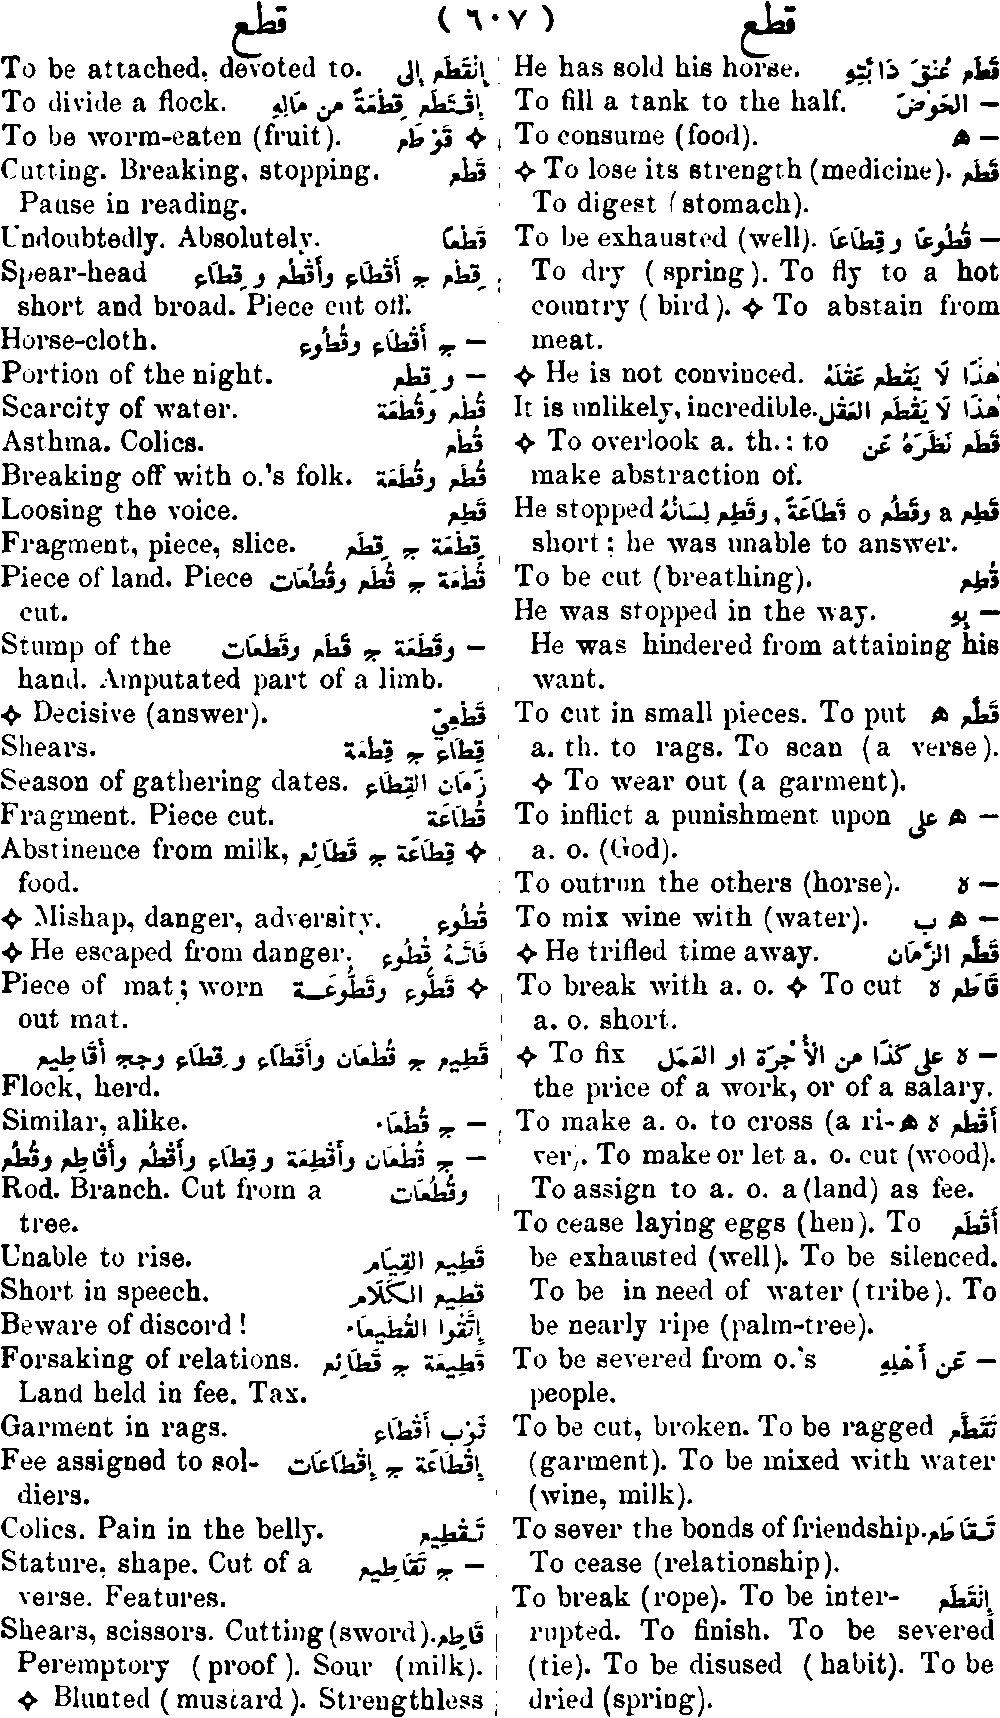 قطع ( ٦٠٧ ) قطع
He has sold his horse. قَطَع عُنُقَ دَابَّتِهِ
To fill a tank to the half. الحَوْضَ –
To consume (food). ه –
✧ To lose its strength (medicine). قَطَع
To digest (stomach).
To be exhausted (well). قُطُوعًا وقِطَاعًا –
To dry (spring). To fly to a hot
country (bird). ✧ To abstain from
meat.
✧ He is not convinced. هٰذَا لَا يَقْطَع عَقْلَهُ
It is unlikely, incredible. هٰذَا لَا يَقْطَع العَقْل
✧ To overlook a. th.: to قَطَع نَظَرَهُ عَن
make abstraction of.
He stopped قَطِع a وقَطُع o قَطَاعَةً, وقُطِع لِسَانُهُ
short: he was unable to answer.
To be cut (breathing). قُطِع
He was stopped in the way. بِهِ –
He was hindered from attaining his
want.
To cut in small pieces. To put قَطَّع ه
a. th. to rags. To scan (a verse).
✧ To wear out (a garment).
To inflict a punishment upon ه على –
a. o. (God).
To outrun the others (horse). ه –
To mix wine with (water). ه ب –
✧ He trifled time away. قَطَّع الزَّمَان
To break with a. o. ✧ To cut قَاطَع ه
a. o. short.
✧ To fix ه على كَذَا من الأُجْرَة او العَمَل –
the price of a work, or of a salary.
To make a. o. to cross (a ri- أَقْطَع ه ه
ver). To make or let a. o. cut (wood).
To assign to a. o. a (land) as fee.
To cease laying eggs (hen). To أَقْطَع
be exhausted (well). To be silenced.
To be in need of water (tribe). To
be nearly ripe (palm-tree).
To be severed from o.'s عَن أَهْلِهِ –
people.
To be cut, broken. To be ragged تَقَطَّع
(garment). To be mixed with water
(wine, milk).
To sever the bonds of friendship. تَقَاطَع
To cease (relationship).
To break (rope). To be inter- إِنْقَطَع
rupted. To finish. To be severed
(tie). To be disused (habit). To be
dried (spring).
To be attached, devoted to. إِنْقَطَع إلى
To divide a flock. إِقْتَطَع قِطْعَةً من مَالِهِ
To be worm-eaten (fruit). قَوْطَع ✧
Cutting. Breaking, stopping. قَطْع
Pause in reading.
Undoubtedly. Absolutely. قَطْعًا
Spear-head قِطْع ج أَقْطَاع وأَقْطُع وقِطَاع
short and broad. Piece cut off.
Horse-cloth. – ج أَقْطَاع وقُطُوع
Portion of the night. – وقِطَع
Scarcity of water. قُطْع وقُطْعَة
Asthma. Colics. قُطْع
Breaking off with o.'s folk. قُطَع وقُطَعَة
Loosing the voice. قَطِع
Fragment, piece, slice. قِطْعَة ج قِطَع
Piece of land. Piece قُطْعَة ج قُطَع وقُطُعَات
cut.
Stump of the – وقَطَعَة ج قَطَع وقَطَعَات
hand. Amputated part of a limb.
✧ Decisive (answer). قَطْعِيّ
Shears. قِطَاع ج قِطْعَة
Season of gathering dates. زَمَان القِطَاع
Fragment. Piece cut. قُطَاعَة
Abstinence from milk, قِطَاعَة ج قَطَائِع ✧
food.
✧ Mishap, danger, adversity. قُطُوع
✧ He escaped from danger. فَاتَهُ قُطُوع
Piece of mat; worn قَطُّوع وقَطُّوعَة ✧
out mat.
قَطِيع ج قُطْعَان وأَقْطَاع وقِطَاع وجج أَقَاطِيع
Flock, herd.
Similar, alike. – ج قُطَعَاء
– ج قُطْعَان وأَقْطِعَة وقِطَاع وأَقْطُع وأَقَاطِع وقُطُع
Rod. Branch. Cut from a وقُطُعَات
tree.
Unable to rise. قَطِيع القِيَام
Short in speech. قَطِيع الكَلَام
Beware of discord! إِتَّقُوا القُطَيْعَاء
Forsaking of relations. قَطِيعَة ج قَطَائِع
Land held in fee. Tax.
Garment in rags. ثَوْب أَقْطَاع
Fee assigned to sol- إِقْطَاعَة ج إِقْطَاعَات
diers.
Colics. Pain in the belly. تَقْطِيع
Stature, shape. Cut of a – ج تَقَاطِيع
verse. Features.
Shears, scissors. Cutting (sword). قَاطِع
Peremptory (proof). Sour (milk).
✧ Blunted (mustard). Strengthless